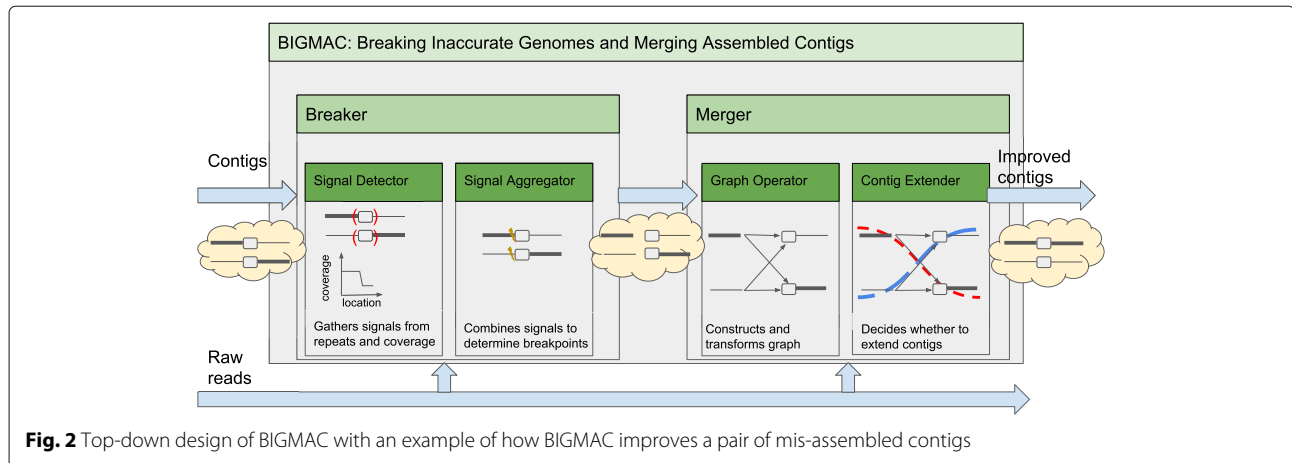 BIGMAC: Breaking Inaccurate Genomes and Merging Assembled Contigs
Breaker
Merger
Contigs
Signal Detector
Signal Aggregator
Graph Operator
Contig Extender
Improved
contigs
coverage
location
Gathers signals from
repeats and coverage
Combines signals to
determine breakpoints
Constructs and
transforms graph
Decides whether to
extend contigs
Raw
reads
Fig. 2 Top-down design of BIGMAC with an example of how BIGMAC improves a pair of mis-assembled contigs